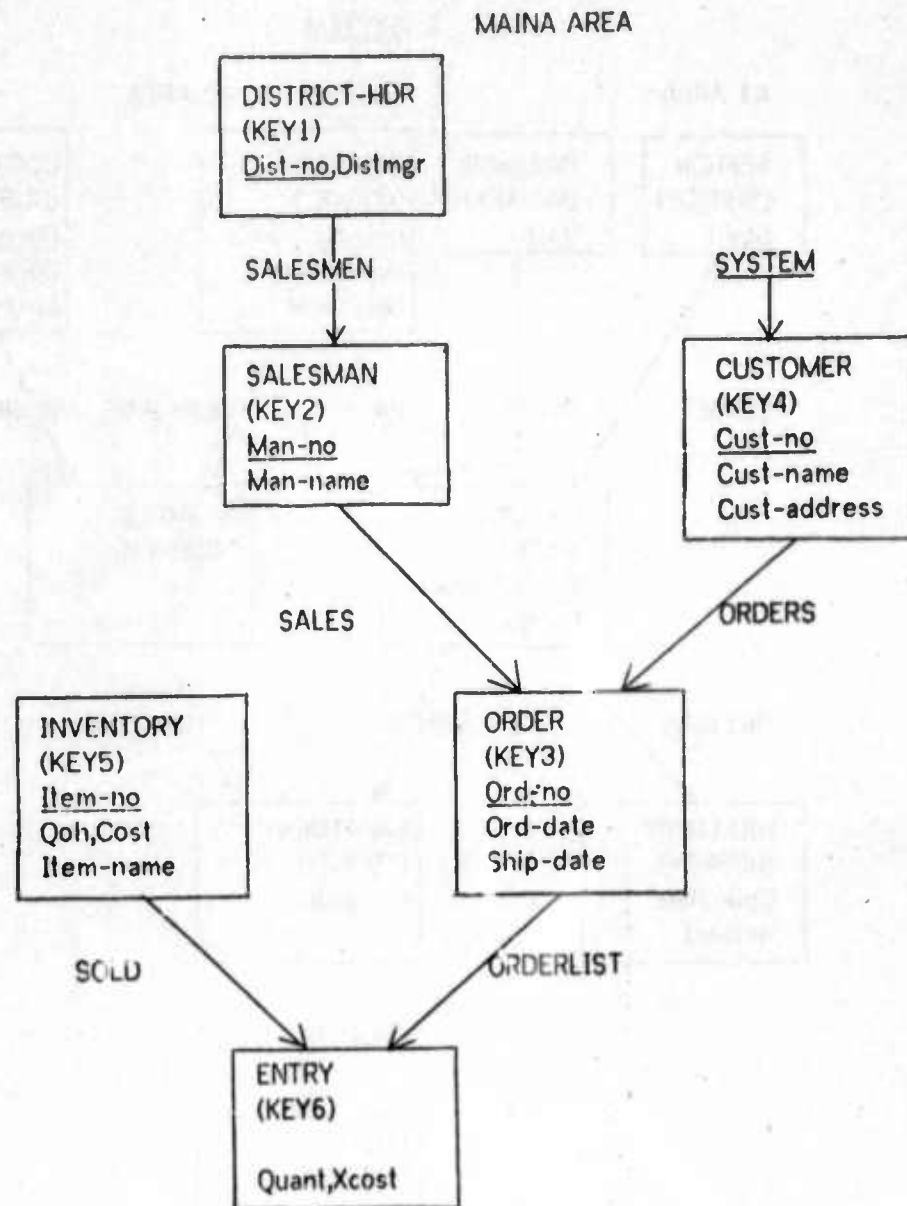 MAINA AREA
DISTRICT-HDR
(KEY1)
Dist-no,Distmgr
SALESMEN
SYSTEM
SALESMAN
(KEY2)
Man-no
Man-name
CUSTOMER
(KEY4)
Cust-no
Cust-name
Cust-address
SALES
ORDERS
INVENTORY
(KEY5)
Item-no
Qoh,Cost
Item-name
ORDER
(KEY3)
Ord-no
Ord-date
Ship-date
SOLD
ORDERLIST
ENTRY
(KEY6)
Quant,Xcost